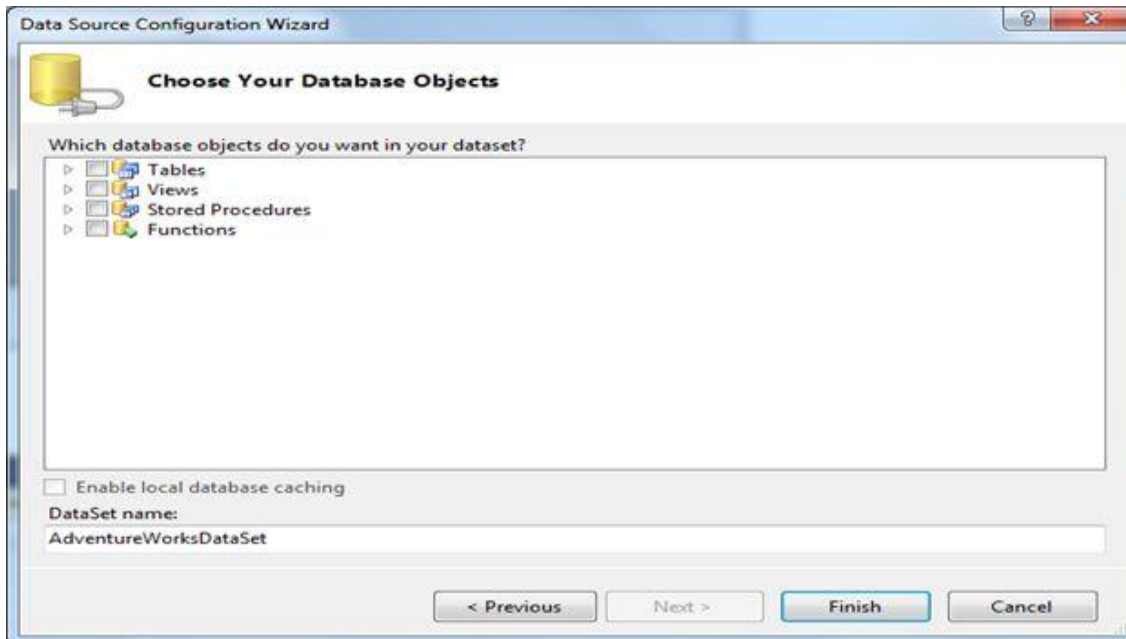 Data Source Configuration Wizard
Choose Your Database Objects
Which database objects do you want in your dataset?
Tables
Views
Stored Procedures
Functions
Enable local database caching
DataSet name:
AdventureWorksDataSet
< Previous
Next >
Finish
Cancel